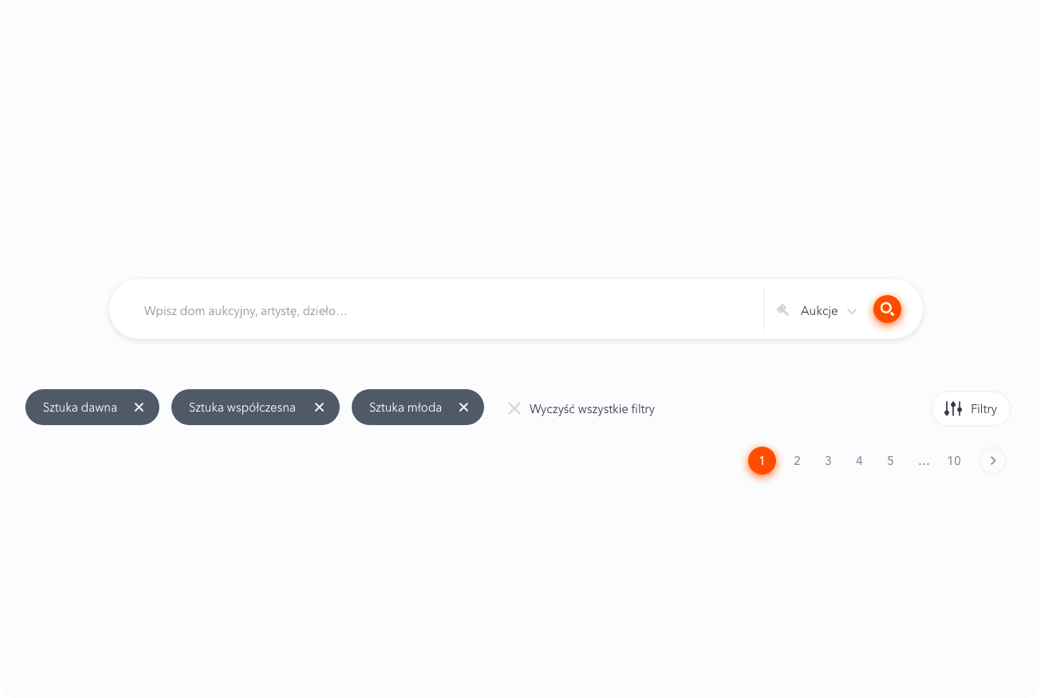 Wpisz dom aukcyjny, artystę, dzieło... Aukcje
Sztuka dawna Sztuka współczesna Sztuka młoda Wyczyść wszystkie filtry Filtry
1 2 3 4 5 ... 10